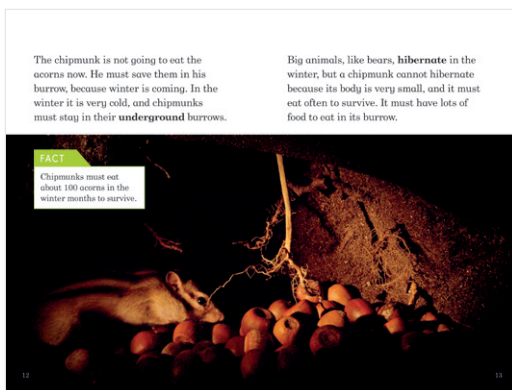 The chipmunk is not going to eat the
acorns now. He must save them in his
burrow, because winter is coming. In the
winter it is very cold, and chipmunks
must stay in their underground burrows.
Big animals, like bears, hibernate in the
winter, but a chipmunk cannot hibernate
because its body is very small, and it must
eat often to survive. It must have lots of
food to eat in its burrow.
FACT
Chipmunks must eat
about 100 acorns in the
winter months to survive.
12
13